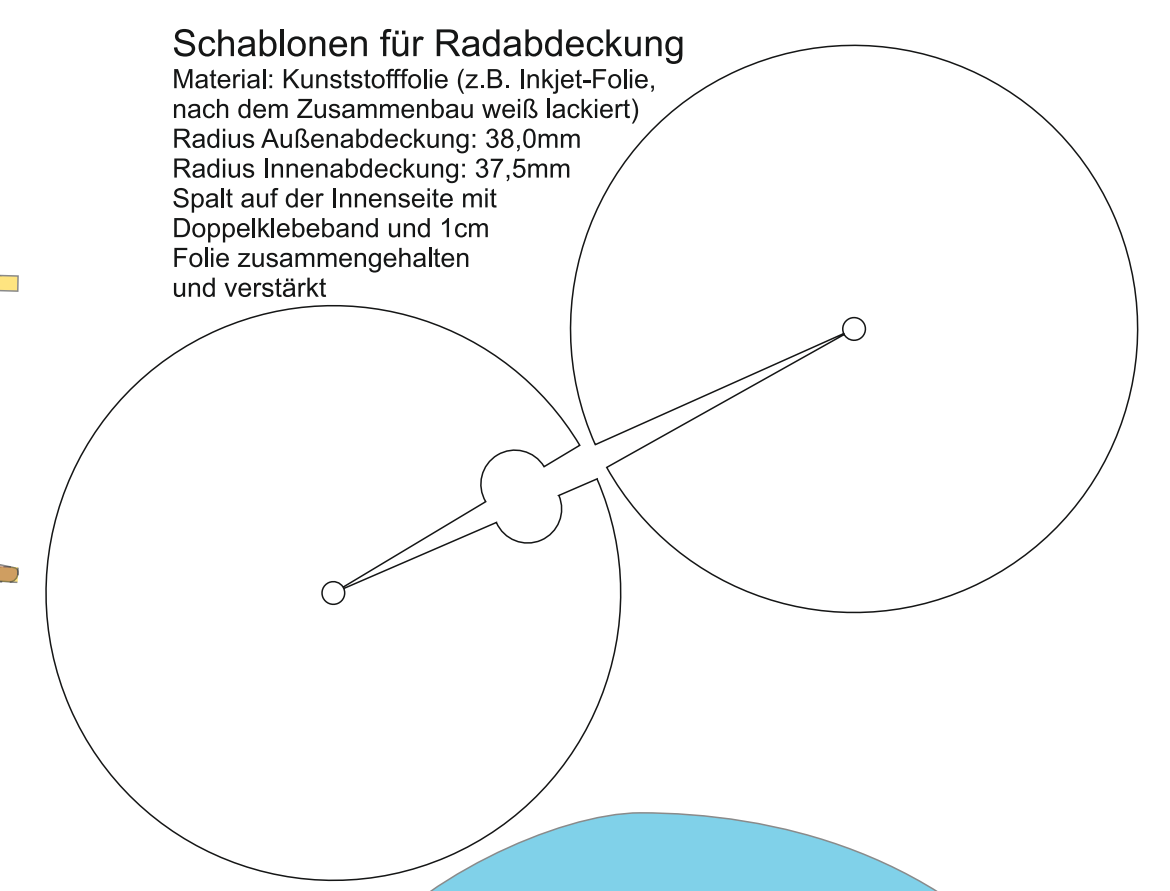 Schablonen für Radabdeckung
Material: Kunststofffolie (z.B. Inkjet-Folie,
nach dem Zusammenbau weiß lackiert)
Radius Außenabdeckung: 38,0mm
Radius Innenabdeckung: 37,5mm
Spalt auf der Innenseite mit
Doppelklebeband und 1cm
Folie zusammengehalten
und verstärkt